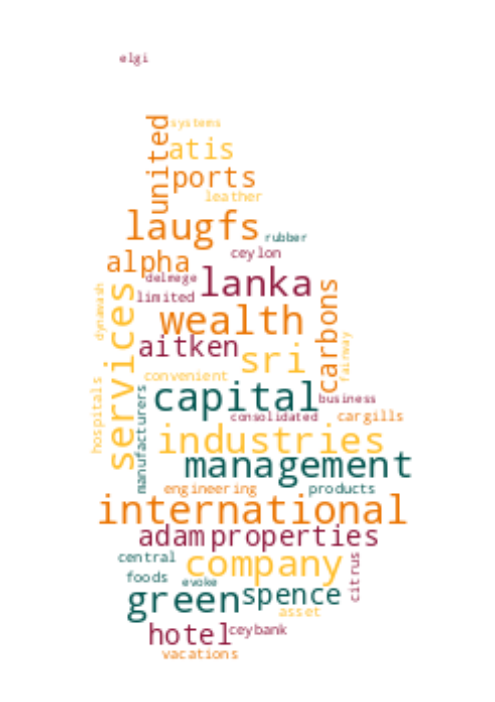 elgi
systems
united
atis
ports
leather
laugfs
rubber
ceylon
alpha
delmege
lanka
limited
dynawash
services
wealth
carbons
fairway
aitken
sri
convenient
hospitals
manufacturers
capital
business
consolidated
cargills
industries
management
engineering
products
international
adam
properties
central
company
citrus
foods
evoke
green
spence
asset
hotel
ceybank
vacations